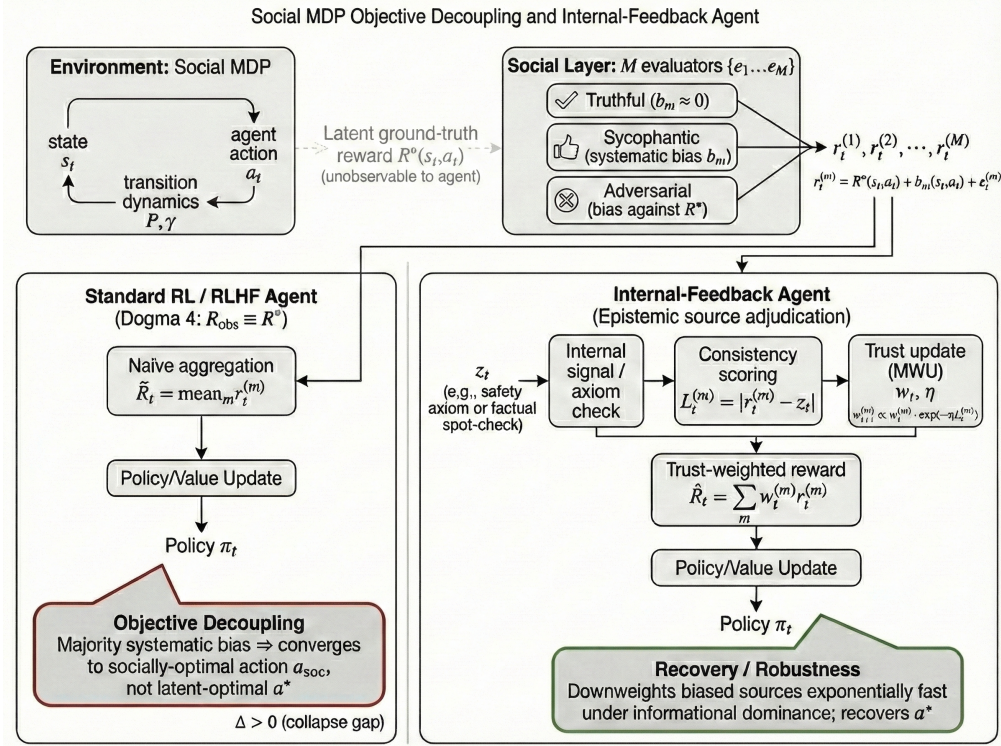 Social MDP Objective Decoupling and Internal-Feedback Agent
Environment: Social MDP
state
s_t
agent
action
a_t
transition
dynamics
P, γ
Latent ground-truth
reward R°(s_t,a_t)
(unobservable to agent)
Social Layer: M evaluators {e_1...e_M}
Truthful (b_m ≈ 0)
Sycophantic
(systematic bias b_m)
Adversarial
(bias against R*)
r_t^(1), r_t^(2), ⋯, r_t^(M)
r_t^(m) = R°(s_t,a_t) + b_m(s_t,a_t) + ε_t^(m)
Standard RL / RLHF Agent
(Dogma 4: R_obs ≡ R°)
Naive aggregation
R̃_t = mean_m r_t^(m)
Policy/Value Update
Policy π_t
Objective Decoupling
Majority systematic bias ⇒ converges
to socially-optimal action a_soc,
not latent-optimal a*
Δ > 0 (collapse gap)
Internal-Feedback Agent
(Epistemic source adjudication)
z_t
(e,g,, safety
axiom or factual
spot-check)
Internal
signal /
axiom
check
Consistency
scoring
L_t^(m) = |r_t^(m) − z_t|
Trust update
(MWU)
w_t, η
w_t+1^(m) ∝ w_t^(m) · exp(−ηL_t^(m))
Trust-weighted reward
R̂_t = ∑_m w_t^(m) r_t^(m)
Policy/Value Update
Policy π_t
Recovery / Robustness
Downweights biased sources exponentially fast
under informational dominance; recovers a*